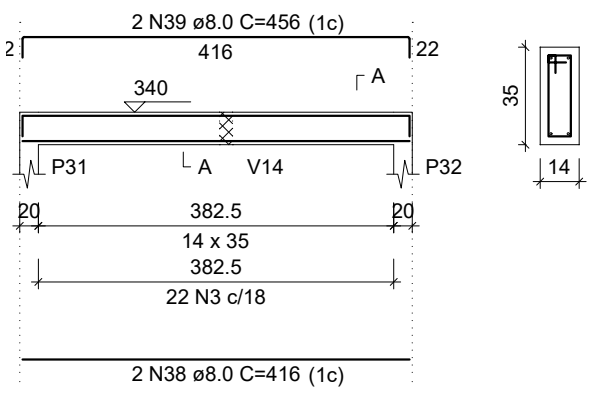 2 N39 ø8.0 C=456 (1c)
2 416 22
A
340
35
P31 A V14 P32
14
20 382.5 20
14 x 35
382.5
22 N3 c/18
2 N38 ø8.0 C=416 (1c)